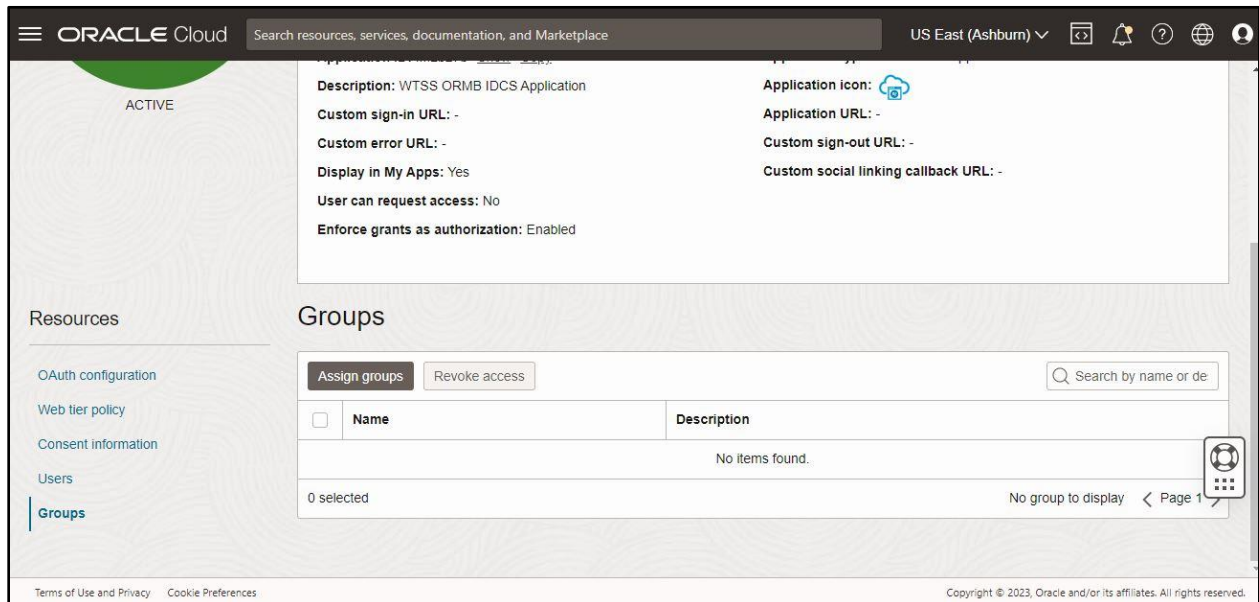 ORACLE Cloud
Search resources, services, documentation, and Marketplace
US East (Ashburn)
ACTIVE
Description: WTSS ORMB IDCS Application
Application icon:
Custom sign-in URL: -
Application URL: -
Custom error URL: -
Custom sign-out URL: -
Display in My Apps: Yes
Custom social linking callback URL: -
User can request access: No
Enforce grants as authorization: Enabled
Resources
Groups
OAuth configuration
Web tier policy
Consent information
Users
Groups
Assign groups
Revoke access
Search by name or de
Name
Description
No items found.
0 selected
No group to display
Page 1
Terms of Use and Privacy
Cookie Preferences
Copyright © 2023, Oracle and/or its affiliates. All rights reserved.